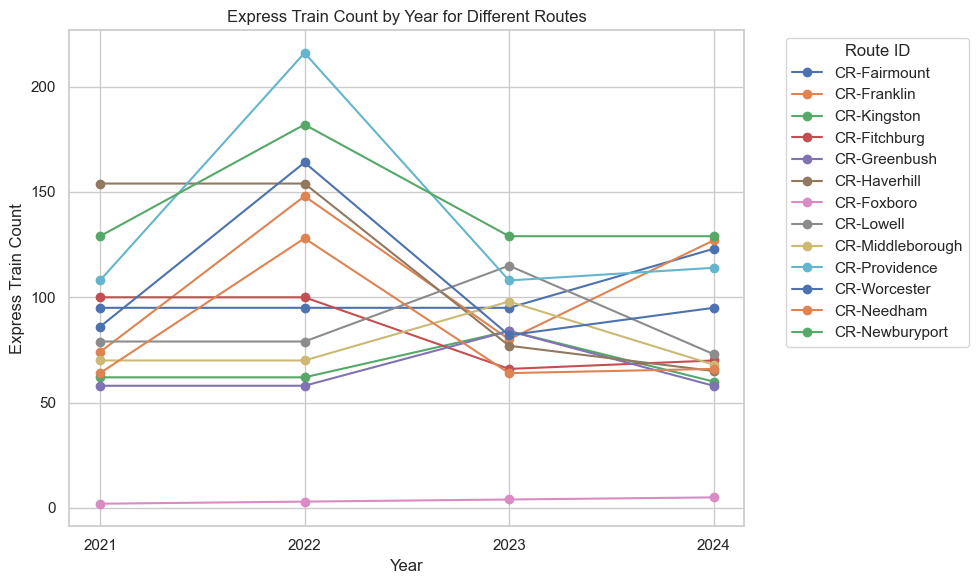 Express Train Count by Year for Different Routes
Express Train Count
200
150
100
50
0
2021
2022
2023
2024
Year
Route ID
CR-Fairmount
CR-Franklin
CR-Kingston
CR-Fitchburg
CR-Greenbush
CR-Haverhill
CR-Foxboro
CR-Lowell
CR-Middleborough
CR-Providence
CR-Worcester
CR-Needham
CR-Newburyport